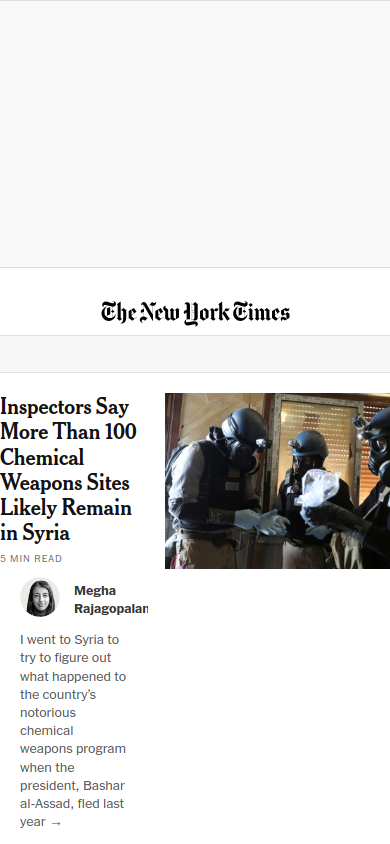 The New York Times
Inspectors Say
More Than 100
Chemical
Weapons Sites
Likely Remain
in Syria
5 MIN READ
Megha
Rajagopalan
I went to Syria to
try to figure out
what happened to
the country’s
notorious
chemical
weapons program
when the
president, Bashar
al-Assad, fled last
year →